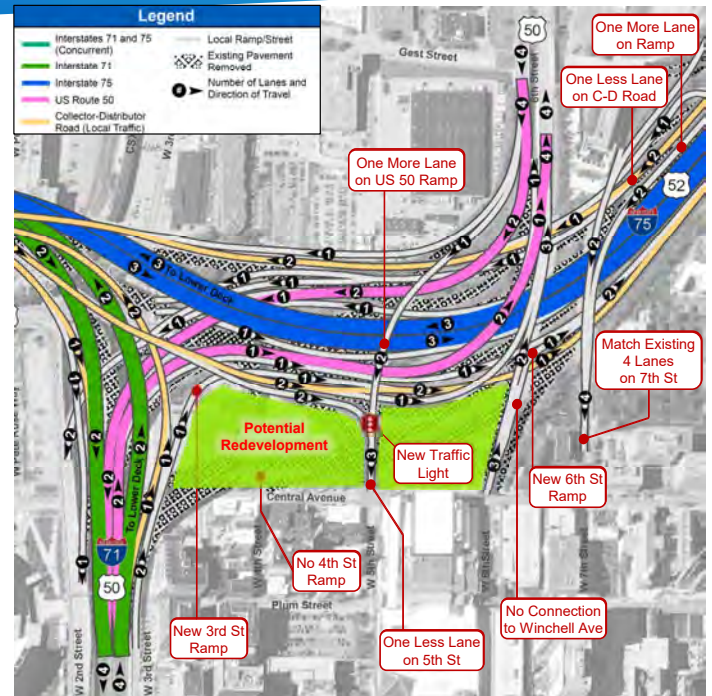 Legend
Interstates 71 and 75
(Concurrent)
Interstate 71
Interstate 75
US Route 50
Collector-Distributor
Road (Local Traffic)
Local Ramp/Street
Existing Pavement
Removed
# Number of Lanes and
Direction of Travel
50
Gest Street
6th Street
One More Lane
on Ramp
One Less Lane
on C-D Road
One More Lane
on US 50 Ramp
52
75
To Lower Deck
Match Existing
4 Lanes
on 7th St
Potential
Redevelopment
New Traffic
Light
To Lower Deck
W Pete Rose Way
Central Avenue
New 6th St
Ramp
71
50
W 4th Street
W 5th Street
W 6th Street
W 7th Street
No 4th St
Ramp
Plum Street
No Connection
to Winchell Ave
New 3rd St
Ramp
One Less Lane
on 5th St
W 2nd Street
W 3rd Street